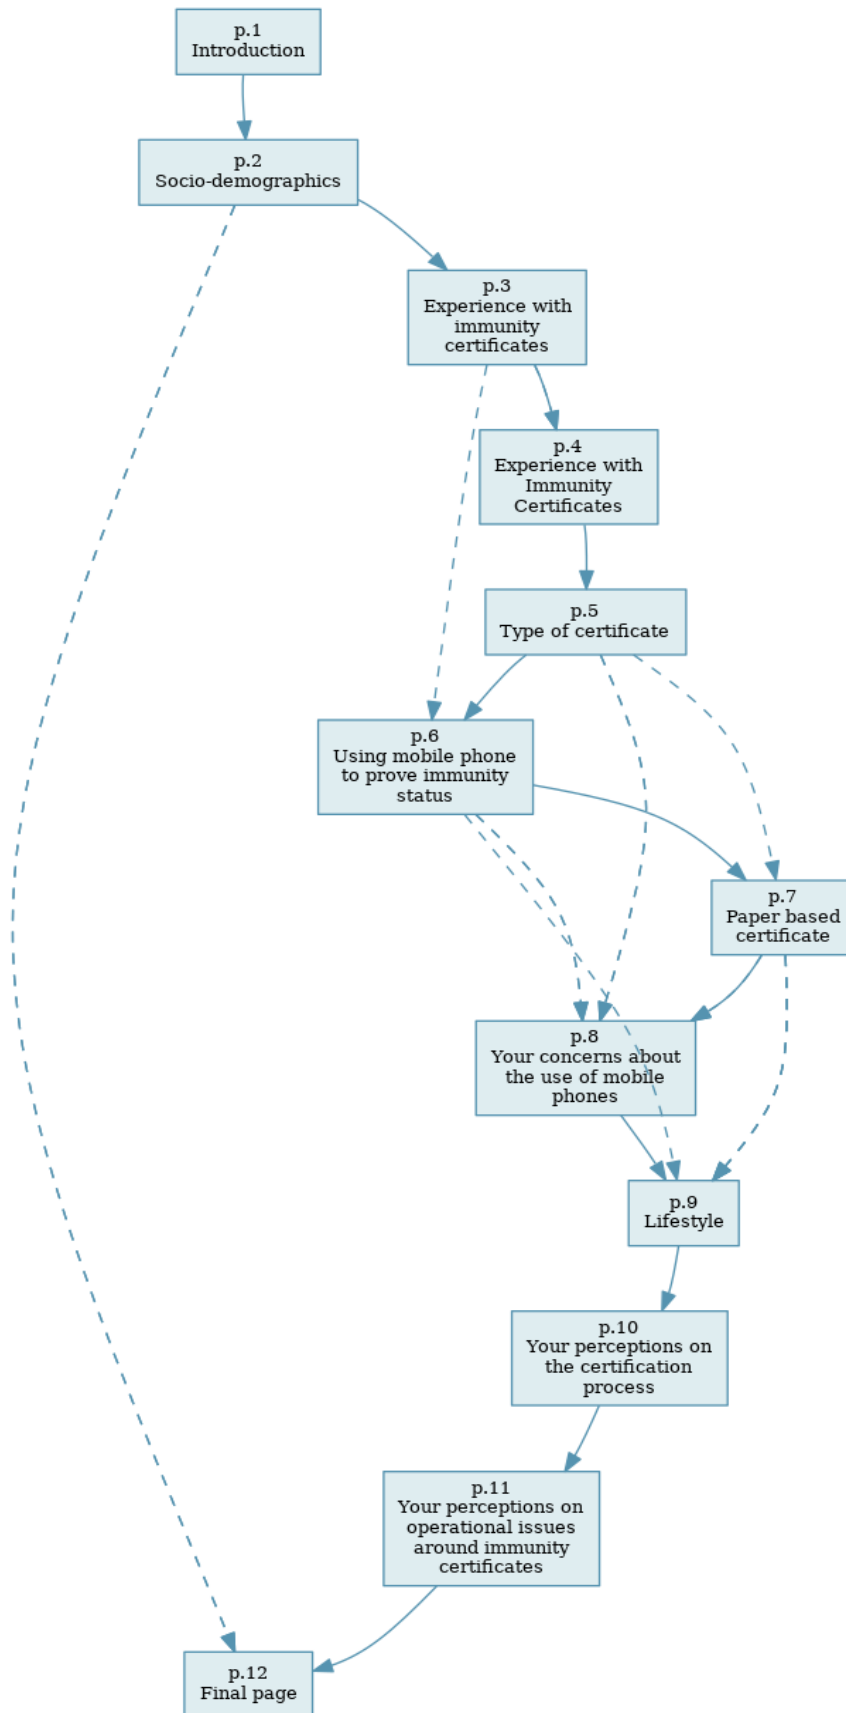 p.1
Introduction
p.2
Socio-demographics
p.3
Experience with
immunity
certificates
p.4
Experience with
Immunity
Certificates
p.5
Type of certificate
p.6
Using mobile phone
to prove immunity
status
p.7
Paper based
certificate
p.8
Your concerns about
the use of mobile
phones
p.9
Lifestyle
p.10
Your perceptions on
the certification
process
p.11
Your perceptions on
operational issues
around immunity
certificates
p.12
Final page